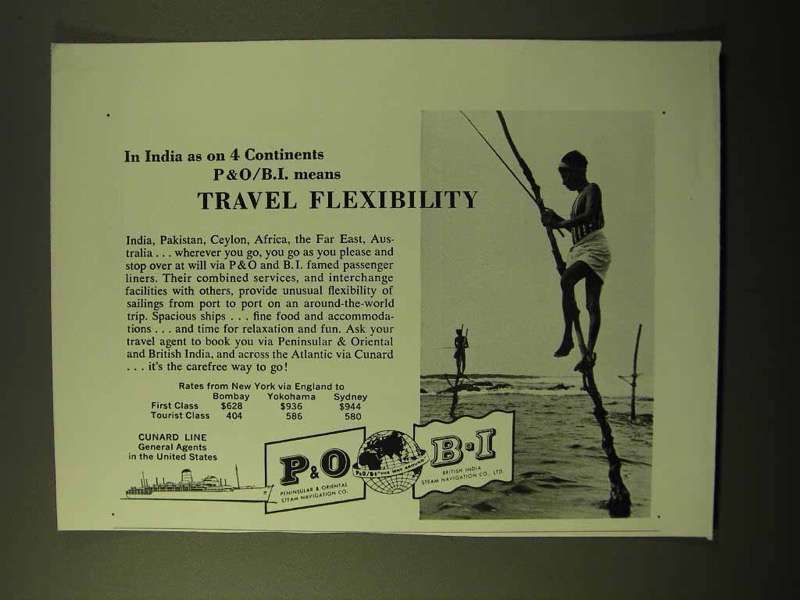 In India as on 4 Continents
P&O/B.I. means
TRAVEL FLEXIBILITY
India, Pakistan, Ceylon, Africa, the Far East, Aus-
tralia . . . wherever you go, you go as you please and
stop over at will via P&O and B.I. famed passenger
liners. Their combined services, and interchange
facilities with others, provide unusual flexibility of
sailings from port to port on an around-the-world
trip. Spacious ships . . . fine food and accommoda-
tions . . . and time for relaxation and fun. Ask your
travel agent to book you via Peninsular & Oriental
and British India, and across the Atlantic via Cunard
. . . it's the carefree way to go!
Rates from New York via England to
Bombay Yokohama Sydney
First Class $628 $936 $944
Tourist Class 404 586 580
CUNARD LINE
General Agents
in the United States
P&O
PENINSULAR & ORIENTAL
STEAM NAVIGATION CO.
B·I
BRITISH INDIA
STEAM NAVIGATION CO., LTD.